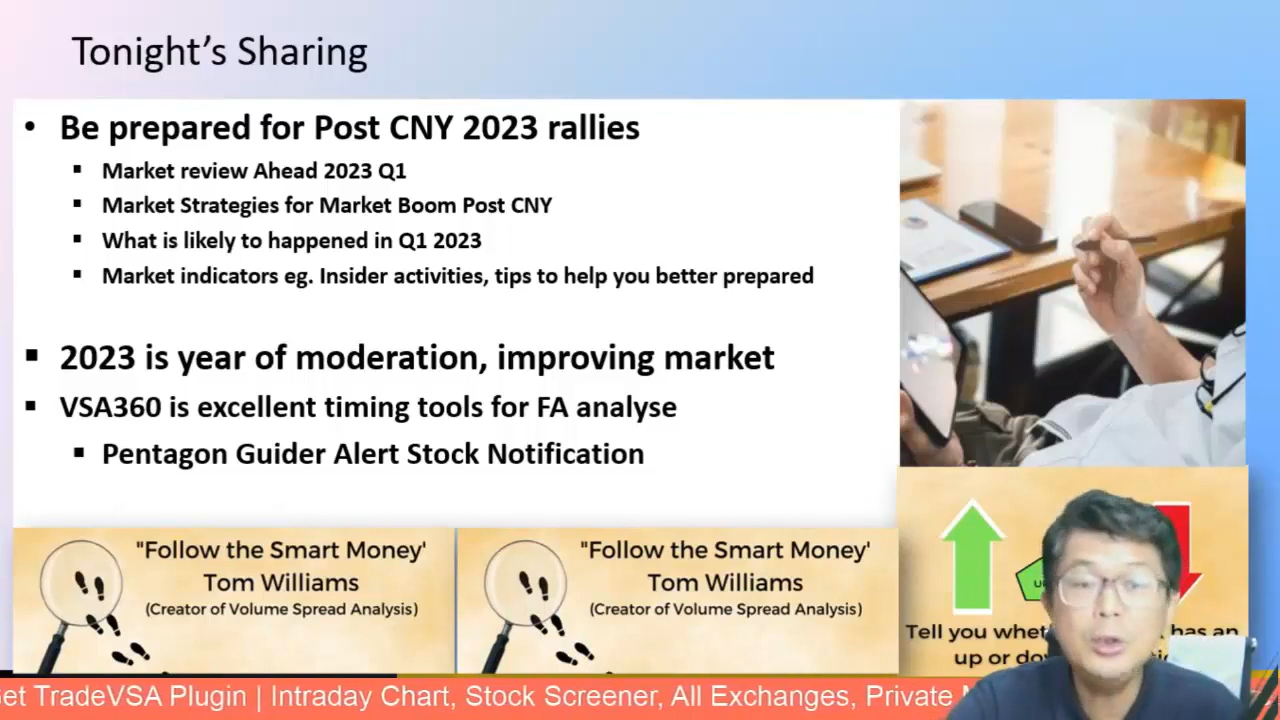 Tonight's Sharing
• Be prepared for Post CNY 2023 rallies
▪ Market review Ahead 2023 Q1
▪ Market Strategies for Market Boom Post CNY
▪ What is likely to happened in Q1 2023
▪ Market indicators eg. Insider activities, tips to help you better prepared
▪ 2023 is year of moderation, improving market
▪ VSA360 is excellent timing tools for FA analyse
▪ Pentagon Guider Alert Stock Notification
"Follow the Smart Money'
Tom Williams
(Creator of Volume Spread Analysis)
"Follow the Smart Money'
Tom Williams
(Creator of Volume Spread Analysis)
Tell you has an
up or
TradeVSA Plugin | Intraday Chart, Stock Screener, All Exchanges, Private